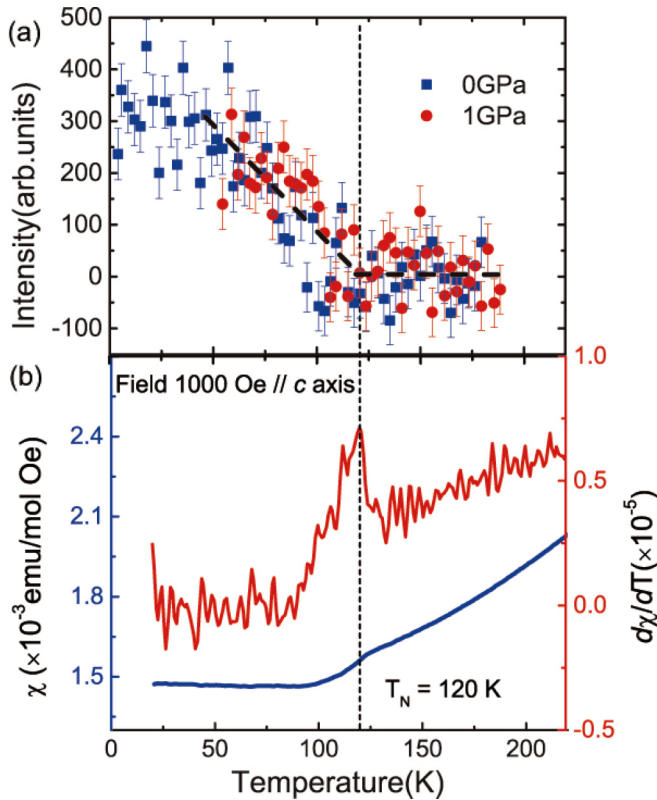 (a)
500
400
300
200
100
0
-100
Intensity(arb.units)
0GPa
1GPa
(b)
Field 1000 Oe // c axis
2.4
2.1
1.8
1.5
χ (×10⁻³emu/mol Oe)
1.0
0.5
0.0
-0.5
dχ/dT(×10⁻⁵)
T_N = 120 K
0 50 100 150 200
Temperature(K)